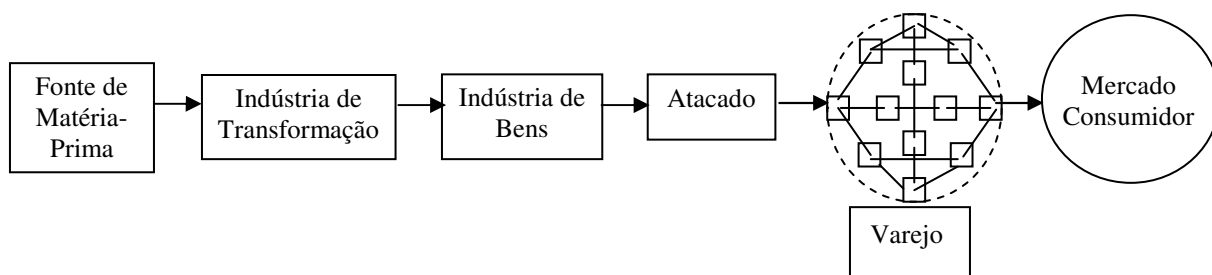 Fonte de
Matéria-
Prima
Indústria de
Transformação
Indústria de
Bens
Atacado
Varejo
Mercado
Consumidor